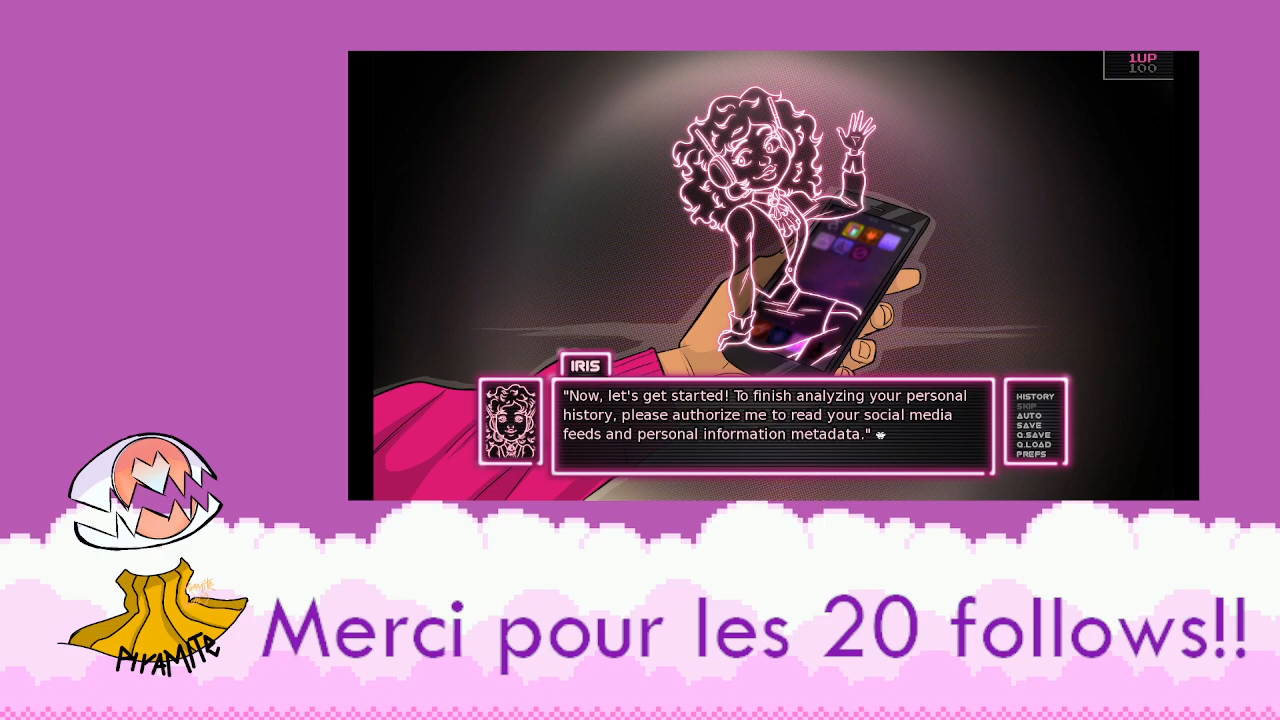 1UP
100
IRIS
"Now, let's get started! To finish analyzing your personal
history, please authorize me to read your social media
feeds and personal information metadata."
HISTORY
SKIP
AUTO
SAVE
Q.SAVE
Q.LOAD
PREFS
PIYAMITE
Merci pour les 20 follows!!